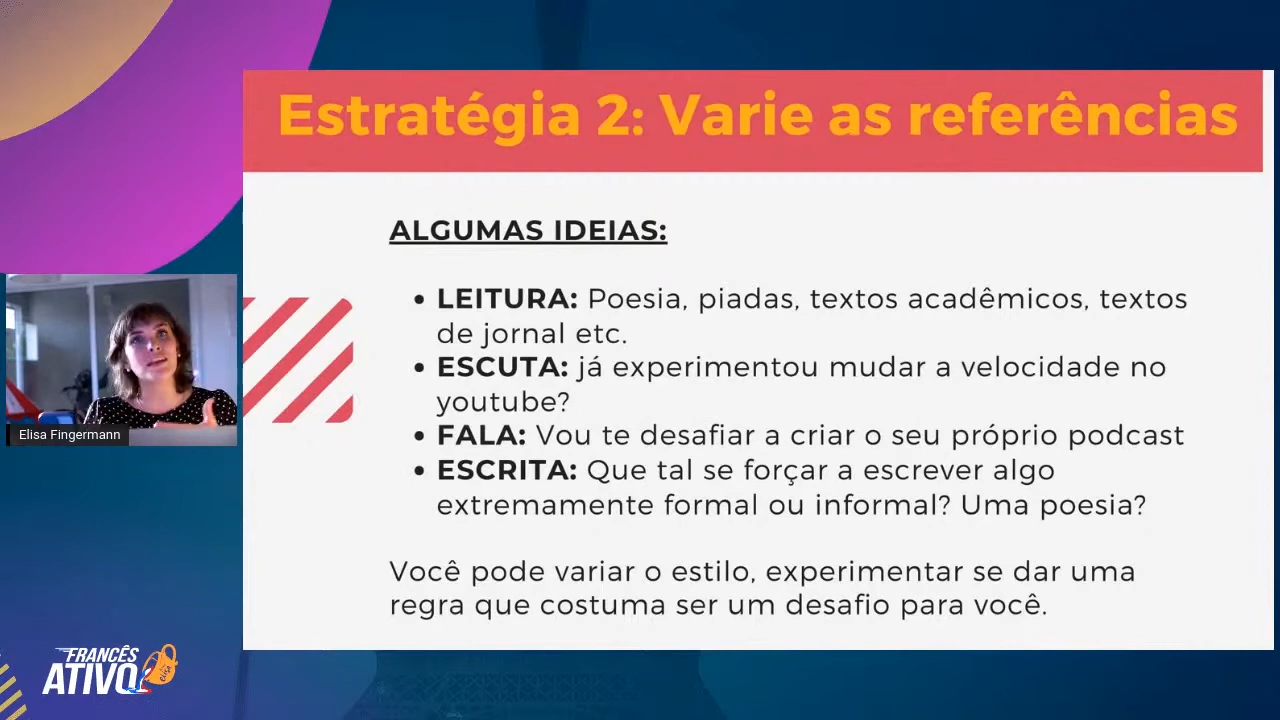 Estratégia 2: Varie as referências
ALGUMAS IDEIAS:
• LEITURA: Poesia, piadas, textos acadêmicos, textos
de jornal etc.
• ESCUTA: já experimentou mudar a velocidade no
youtube?
• FALA: Vou te desafiar a criar o seu próprio podcast
• ESCRITA: Que tal se forçar a escrever algo
extremamente formal ou informal? Uma poesia?
Você pode variar o estilo, experimentar se dar uma
regra que costuma ser um desafio para você.
Elisa Fingermann
FRANCÊS
ATIVO